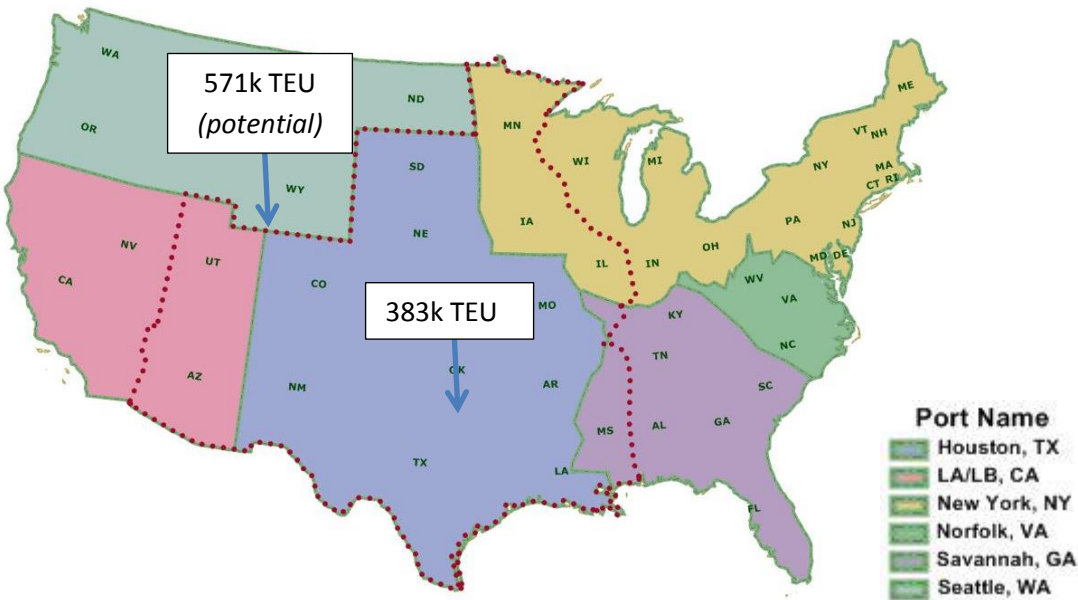 WA
571k TEU
(potential)
ND
OR
WY
MN
SD
WI
MI
ME
VT
NH
NY
MA
CT
RI
IA
NE
PA
NJ
NV
UT
CA
CO
IL
IN
OH
MD
DE
WV
VA
383k TEU
MO
KY
NC
TN
AZ
NM
OK
AR
SC
MS
AL
GA
TX
LA
FL
Port Name
Houston, TX
LA/LB, CA
New York, NY
Norfolk, VA
Savannah, GA
Seattle, WA